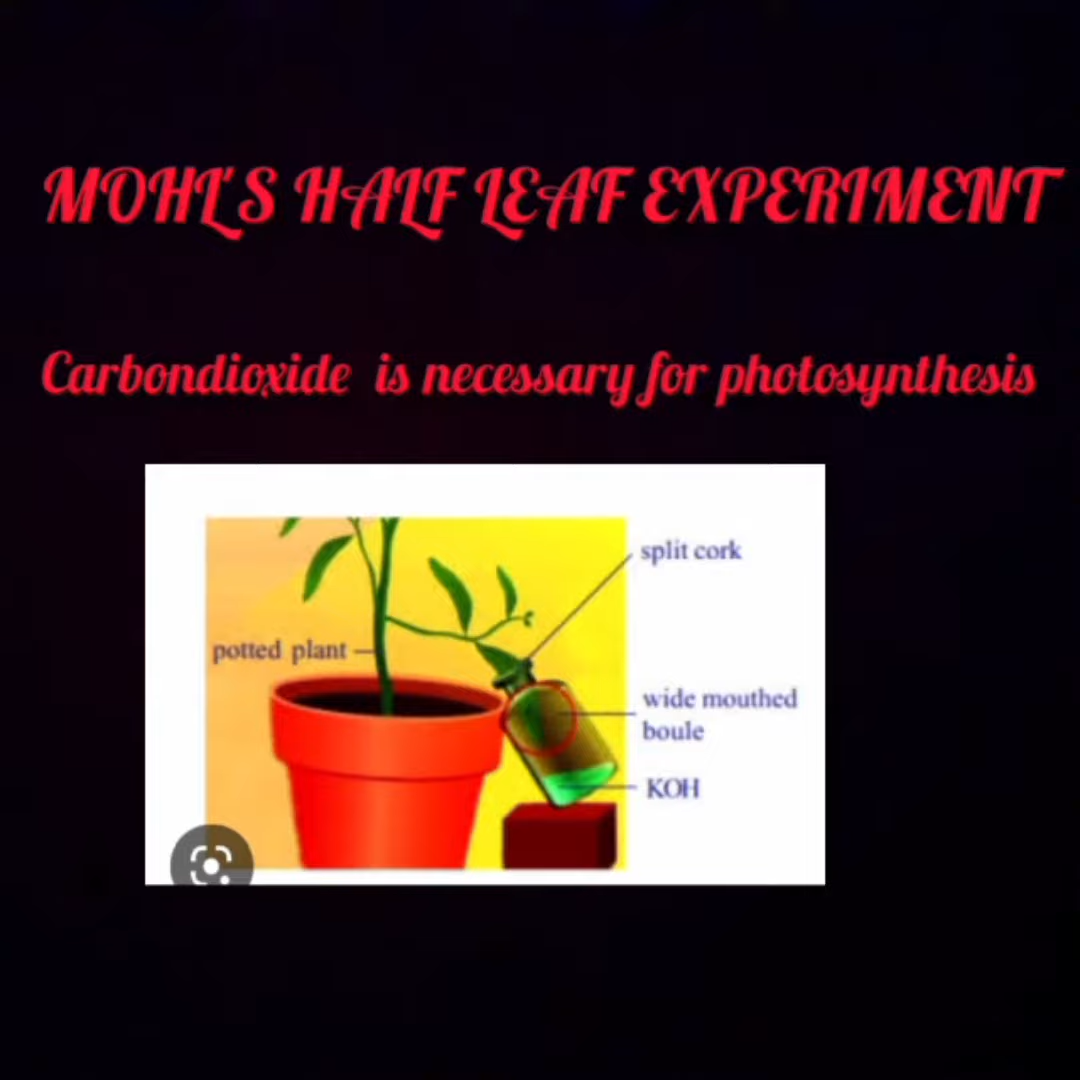 MOHL'S HALF LEAF EXPERIMENT
Carbondioxide is necessary for photosynthesis
split cork
potted plant
wide mouthed
boule
KOH